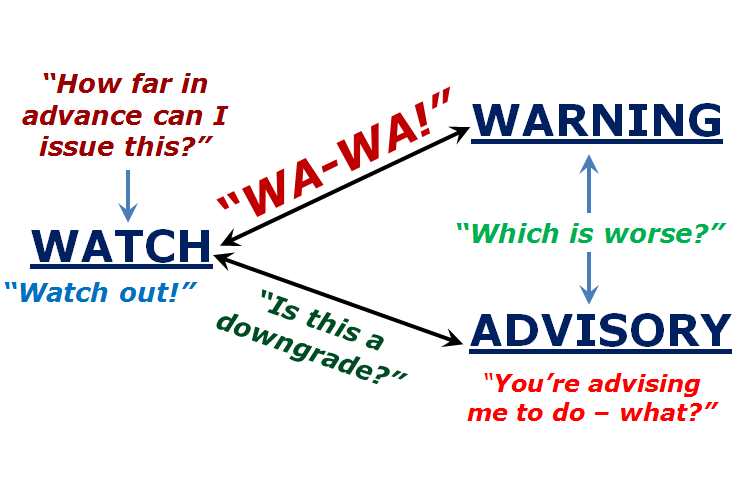 “How far in
advance can I
issue this?”
WATCH
“Watch out!”
“WA-WA!”
WARNING
“Which is worse?”
“Is this a
downgrade?”
ADVISORY
“You’re advising
me to do – what?”